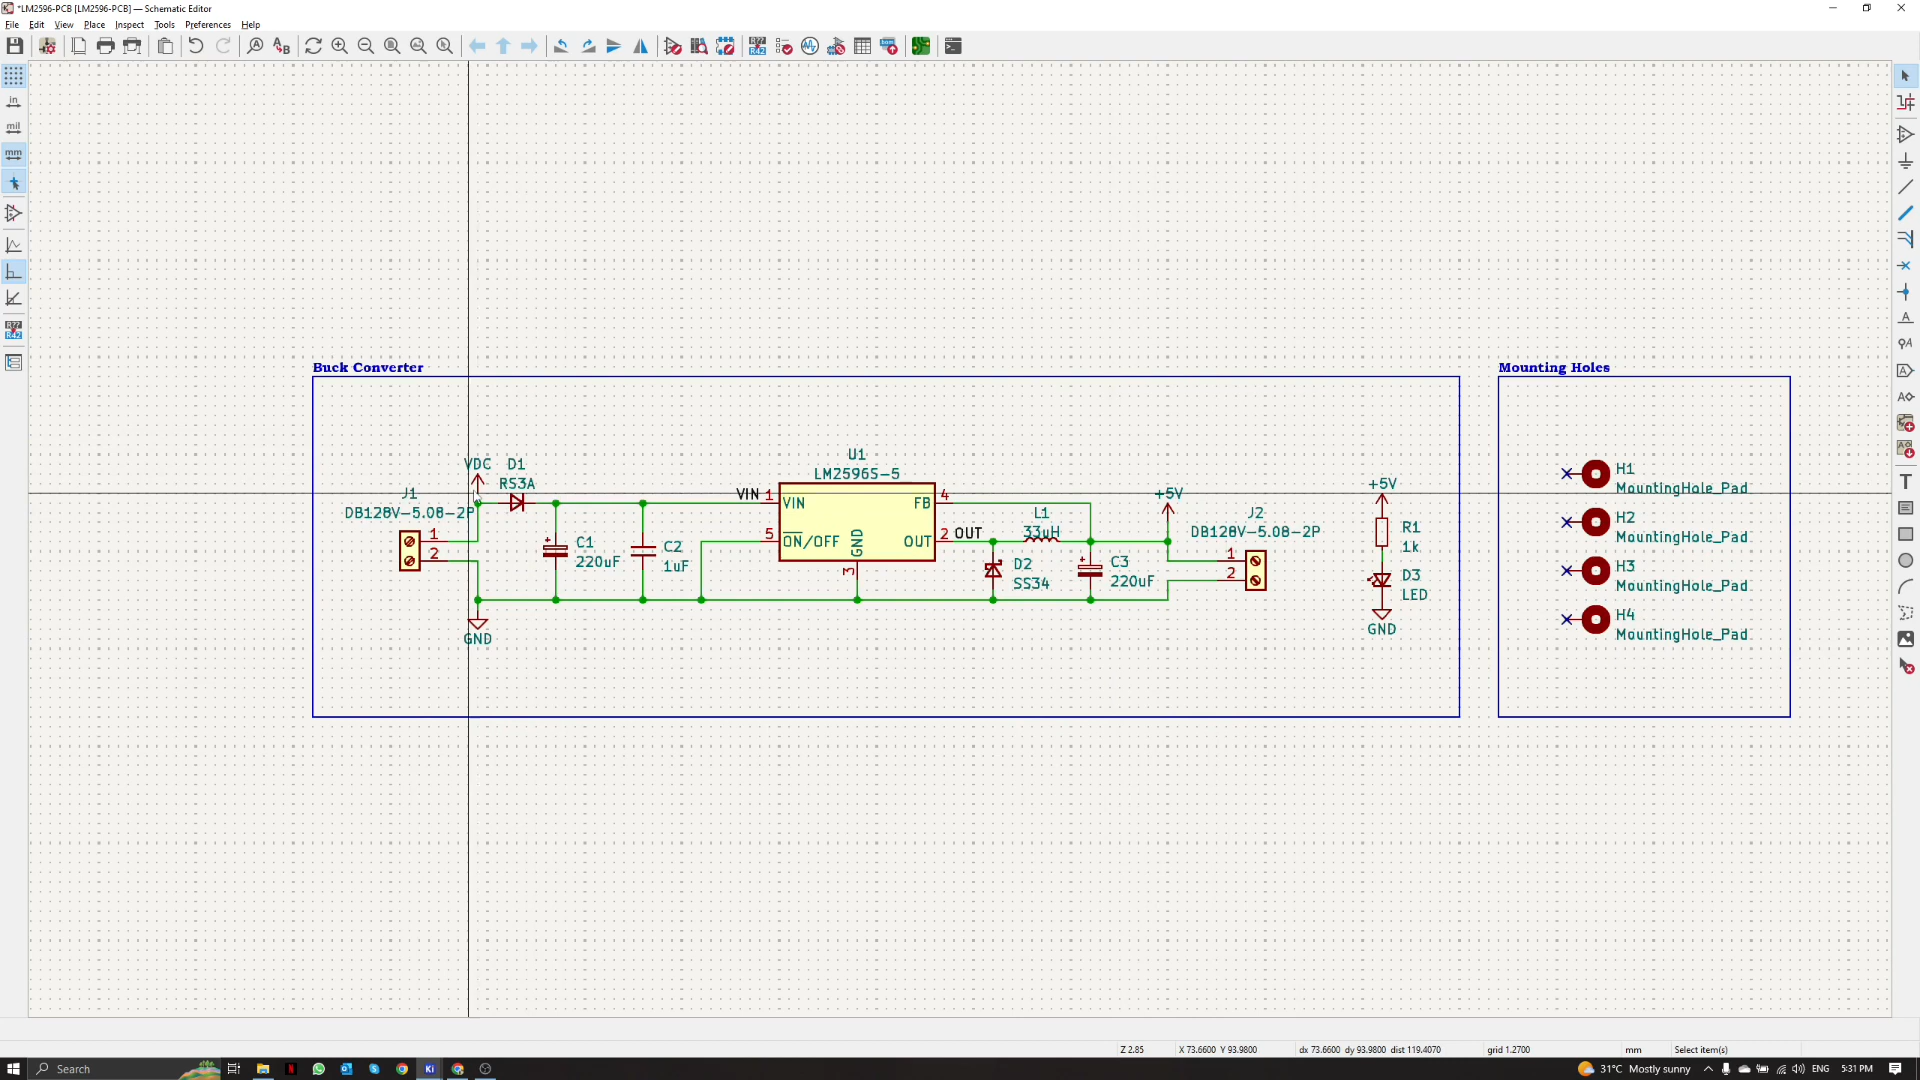 *LM2596-PCB [LM2596-PCB] — Schematic Editor
File Edit View Place Inspect Tools Preferences Help
in
mil
mm
Buck Converter
Mounting Holes
VDC D1
RS3A
J1
DB128V-5.08-2P
1
2
C1
220uF
C2
1uF
GND
U1
LM2596S-5
VIN 1 VIN
FB 4
5 ON/OFF
GND
3
OUT 2 OUT
L1
33uH
D2
SS34
C3
220uF
+5V
J2
DB128V-5.08-2P
1
2
+5V
R1
1k
D3
LED
GND
H1
MountingHole_Pad
H2
MountingHole_Pad
H3
MountingHole_Pad
H4
MountingHole_Pad
Z 2.85 X 73.6600 Y 93.9800 dx 73.6600 dy 93.9800 dist 119.4070 grid 1.2700 mm Select item(s)
Search
31°C Mostly sunny ENG 5:31 PM